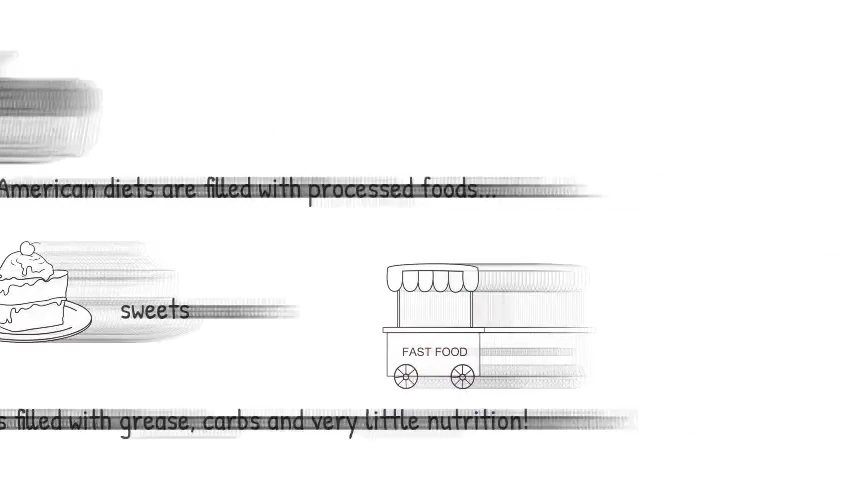 American diets are filled with processed foods...
sweets
FAST FOOD
s filled with grease, carbs and very little nutrition!